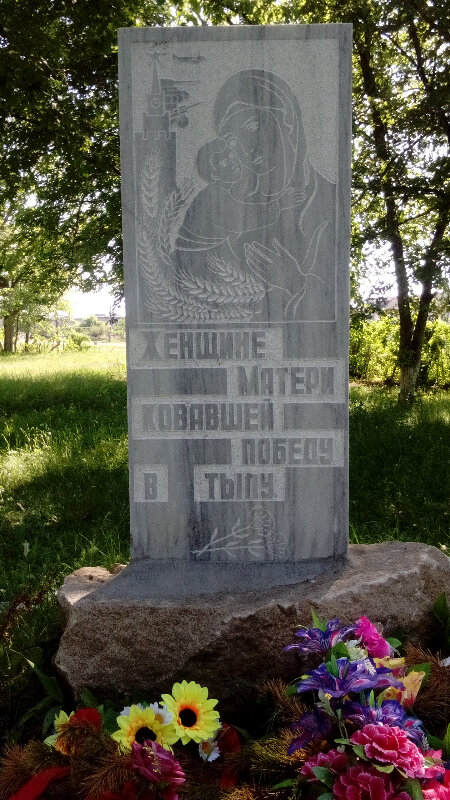 Женщине
Матери
ковавшей
победу
в тылу